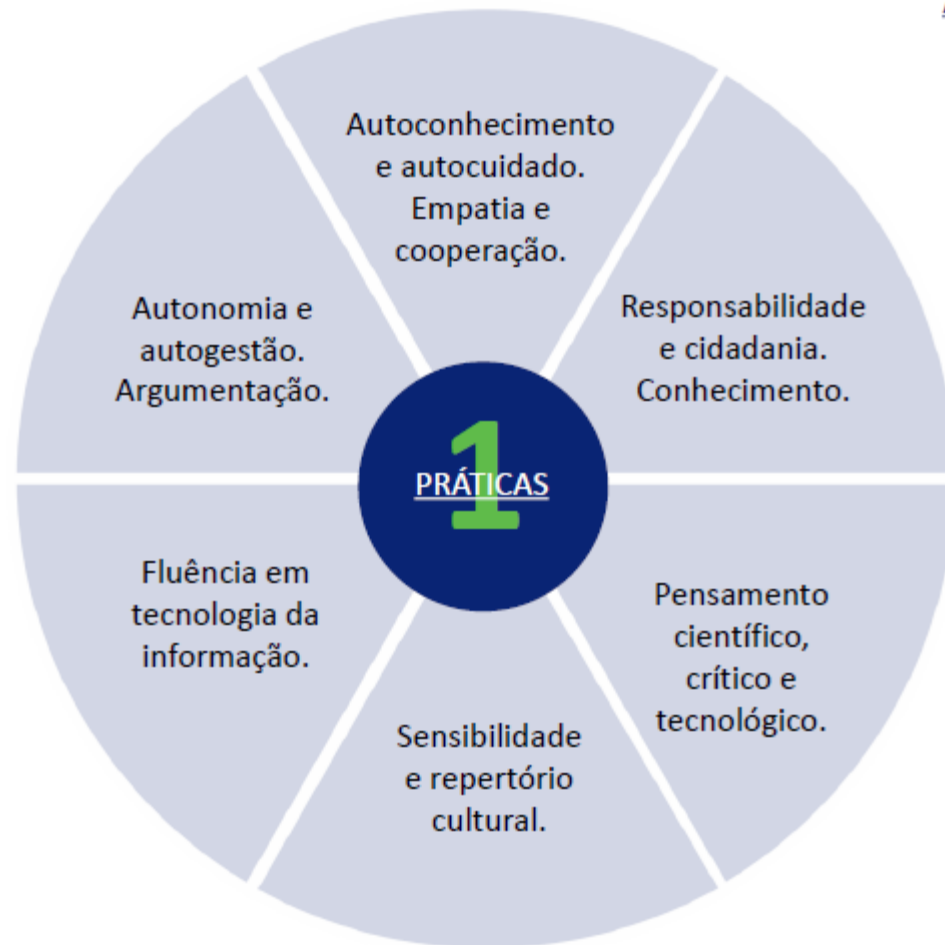 Autoconhecimento
e autocuidado.
Empatia e
cooperação.
Responsabilidade
e cidadania.
Conhecimento.
Pensamento
científico,
crítico e
tecnológico.
Sensibilidade
e repertório
cultural.
Fluência em
tecnologia da
informação.
Autonomia e
autogestão.
Argumentação.
1
PRÁTICAS